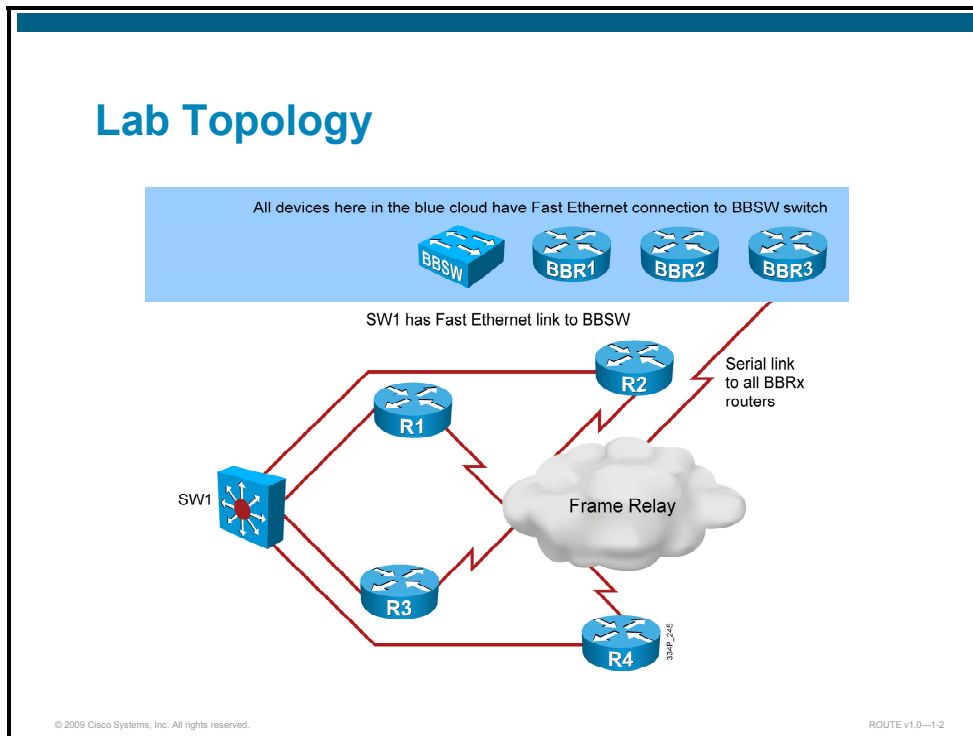 Lab Topology
All devices here in the blue cloud have Fast Ethernet connection to BBSW switch
BBSW
BBR1
BBR2
BBR3
SW1 has Fast Ethernet link to BBSW
R2
Serial link
to all BBRx
routers
R1
SW1
Frame Relay
R3
R4
334P_245
© 2009 Cisco Systems, Inc. All rights reserved.
ROUTE v1.0—1-2